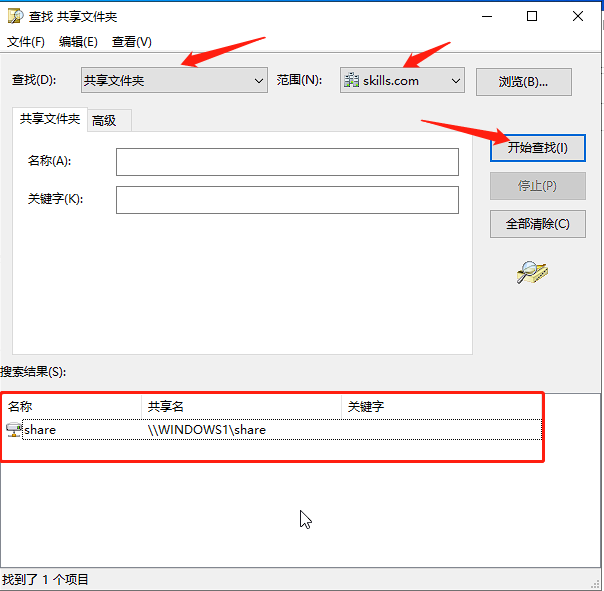 查找 共享文件夹
文件(F) 编辑(E) 查看(V)
查找(D): 共享文件夹 范围(N): skills.com 浏览(B)...
共享文件夹 高级
名称(A):
关键字(K):
开始查找(I)
停止(P)
全部清除(C)
搜索结果(S):
名称 共享名 关键字
share \\WINDOWS1\share
找到了 1 个项目